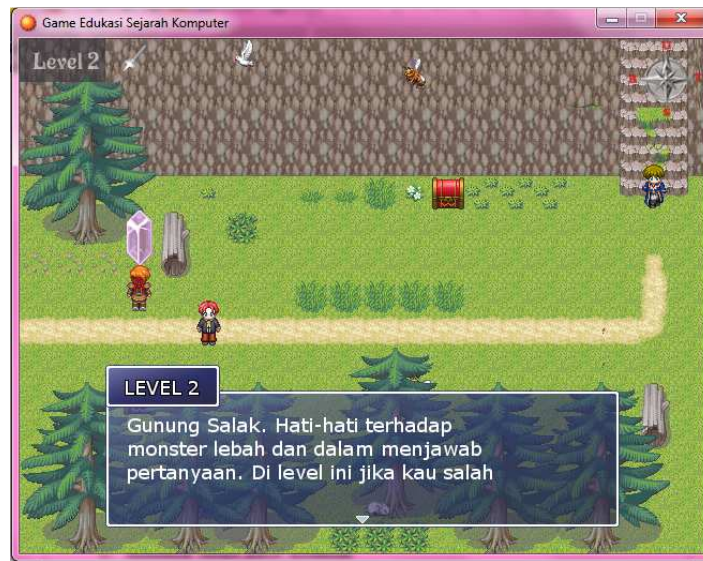 Game Edukasi Sejarah Komputer
Level 2
LEVEL 2
Gunung Salak. Hati-hati terhadap
monster lebah dan dalam menjawab
pertanyaan. Di level ini jika kau salah